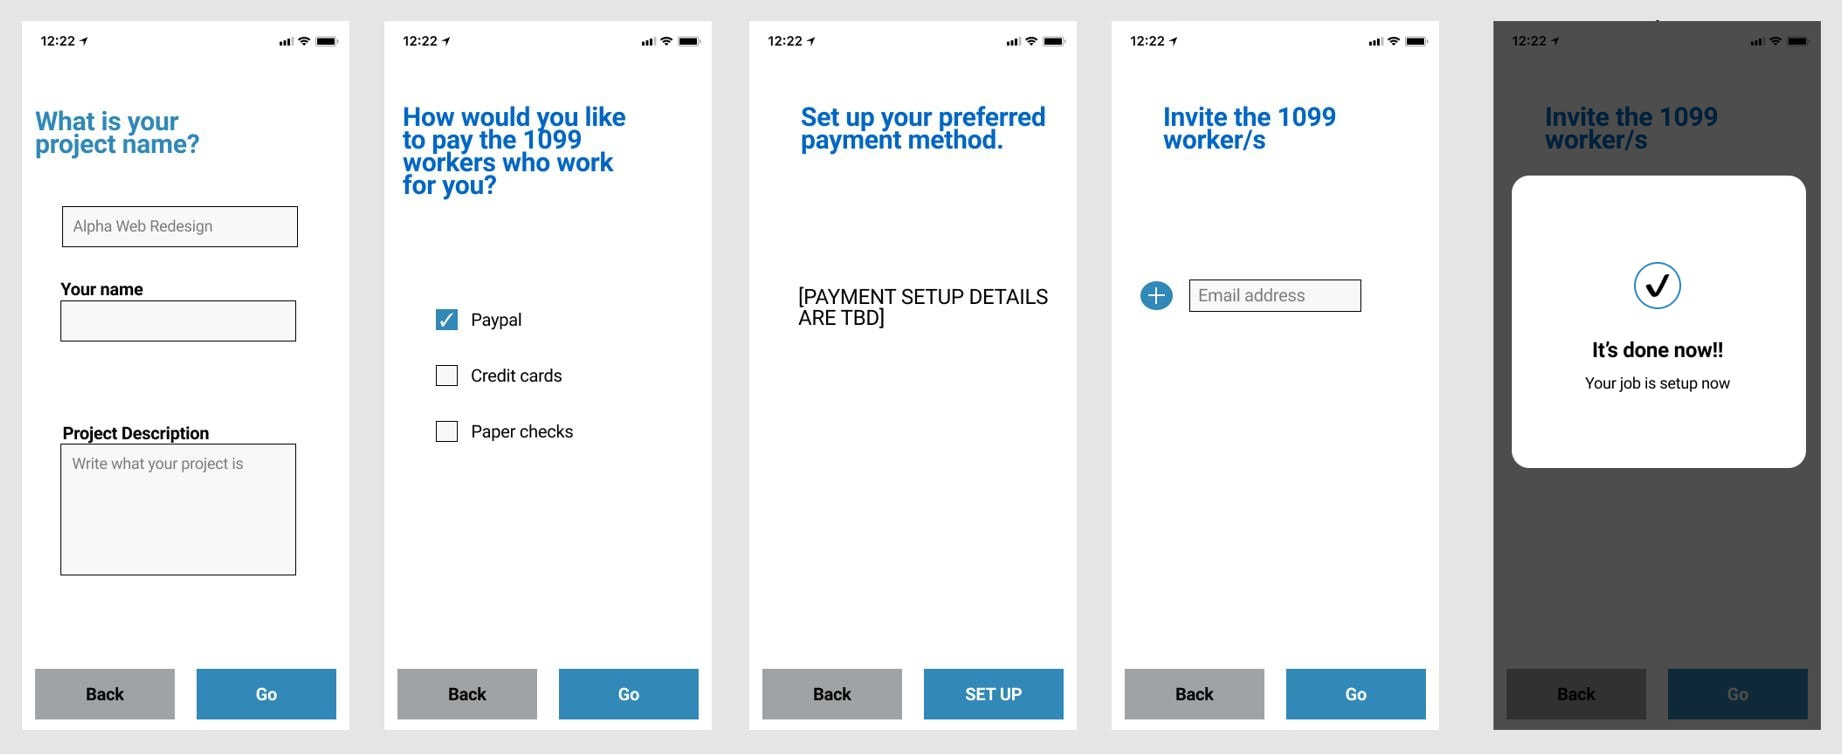 12:22
What is your
project name?
Alpha Web Redesign
Your name
Project Description
Write what your project is
Back
Go
12:22
How would you like
to pay the 1099
workers who work
for you?
✓ Paypal
Credit cards
Paper checks
Back
Go
12:22
Set up your preferred
payment method.
[PAYMENT SETUP DETAILS
ARE TBD]
Back
SET UP
12:22
Invite the 1099
worker/s
+ Email address
Back
Go
12:22
Invite the 1099
worker/s
✓
It's done now!!
Your job is setup now
Back
Go